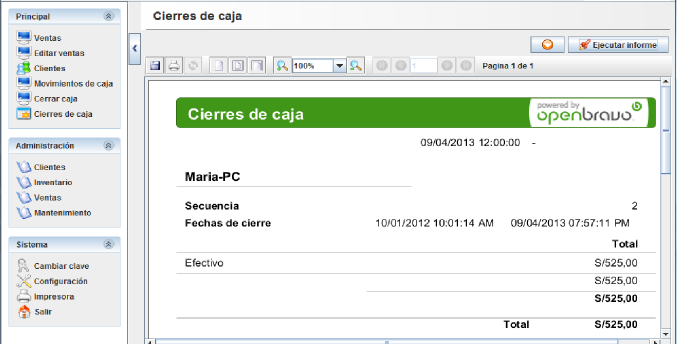 Principal
Ventas
Editar ventas
Clientes
Movimientos de caja
Cerrar caja
Cierres de caja
Administración
Clientes
Inventario
Ventas
Mantenimiento
Sistema
Cambiar clave
Configuración
Impresora
Salir
Cierres de caja
Ejecutar informe
100%
1
Pagina 1 de 1
Cierres de caja
powered by
openbravo
09/04/2013 12:00:00 -
Maria-PC
Secuencia 2
Fechas de cierre 10/01/2012 10:01:14 AM 09/04/2013 07:57:11 PM
Total
Efectivo S/525,00
S/525,00
S/525,00
Total S/525,00